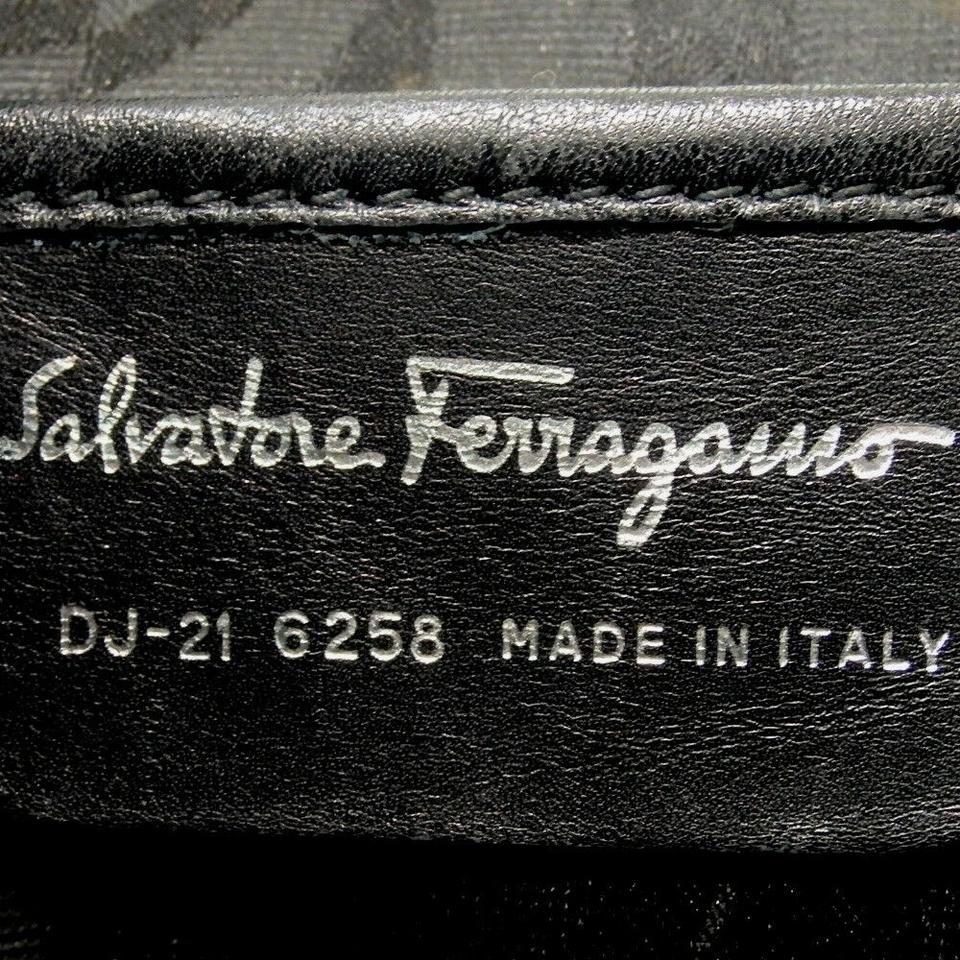 Salvatore Ferragamo
DJ-21 6258 MADE IN ITALY